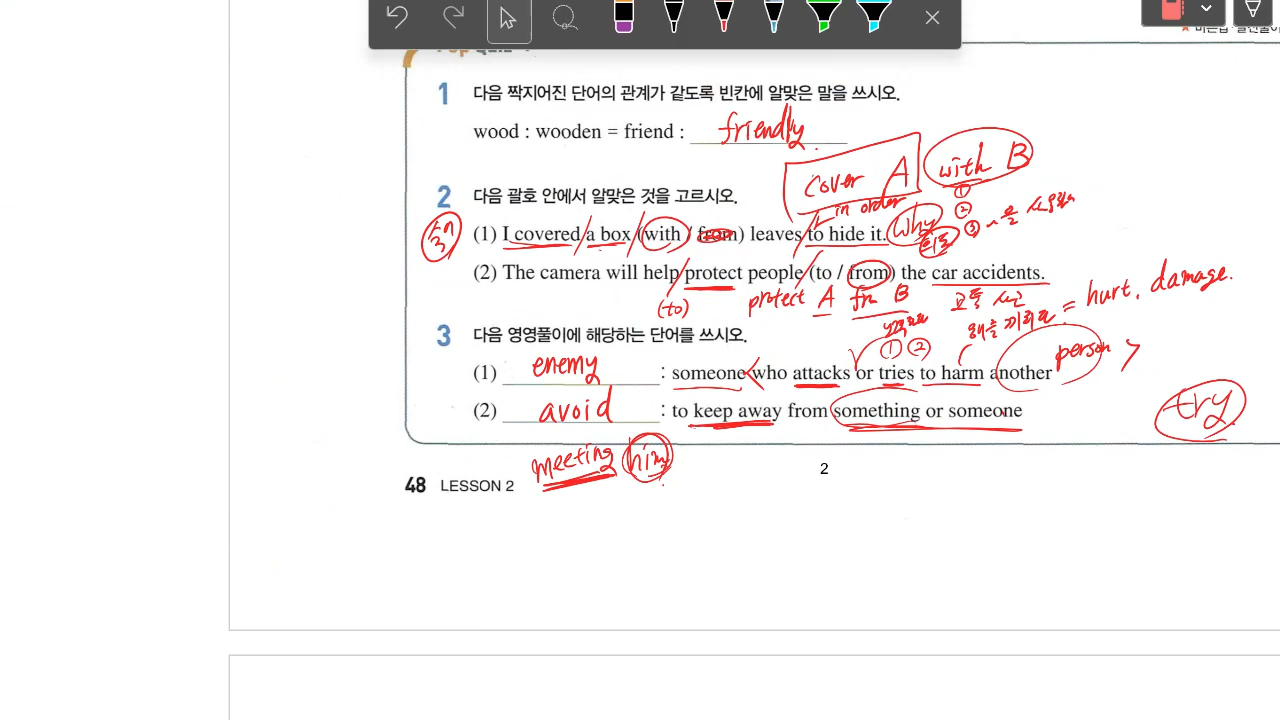 1 다음 짝지어진 단어의 관계가 같도록 빈칸에 알맞은 말을 쓰시오.
wood : wooden = friend : friendly
cover A with B
2 다음 괄호 안에서 알맞은 것을 고르시오.
in order
①
②
③ ~을
(1) I covered / a box / (with / from) leaves / to hide it. Why
(2) The camera will help / protect people / (to / from) the car accidents.
(to) protect A B 교통 사고
= hurt, damage.
3 다음 영영풀이에 해당하는 단어를 쓰시오.
① ②
(1) enemy : someone < who attacks or tries to harm another person >
(2) avoid : to keep away from something or someone
try
meeting him
2
48 LESSON 2